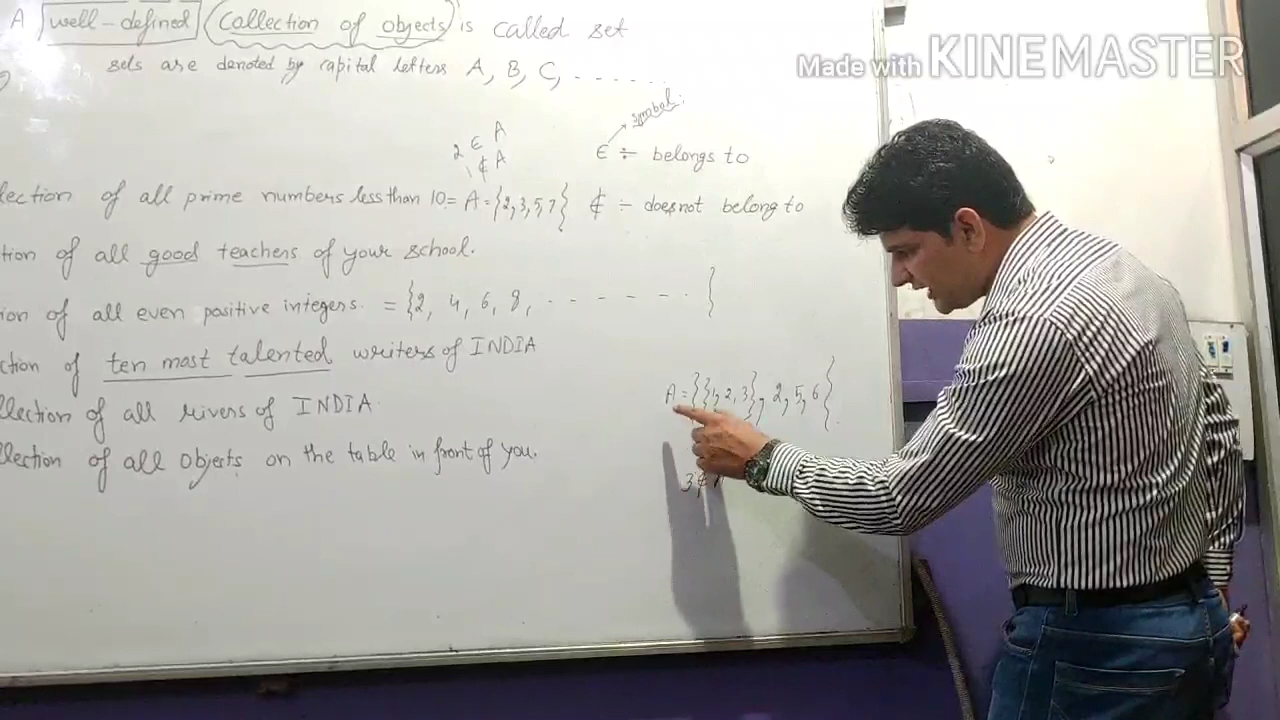 A well-defined (Collection of objects) is called set
sets are denoted by capital letters A, B, C, - - - - - -
Made with KINEMASTER
symbol:
2 ∈ A
1 ∉ A
∈ ÷ belongs to
lection of all prime numbers less than 10 = A = {2, 3, 5, 7}
∉ ÷ doesnot belong to
tion of all good teachers of your school.
ion of all even positive integers. = {2, 4, 6, 8, - - - - - - - }
ction of ten most talented writers of INDIA
llection of all rivers of INDIA
A = {{1, 2, 3}, 2, 5, 6}
llection of all objects on the table in front of you.
3 ∉